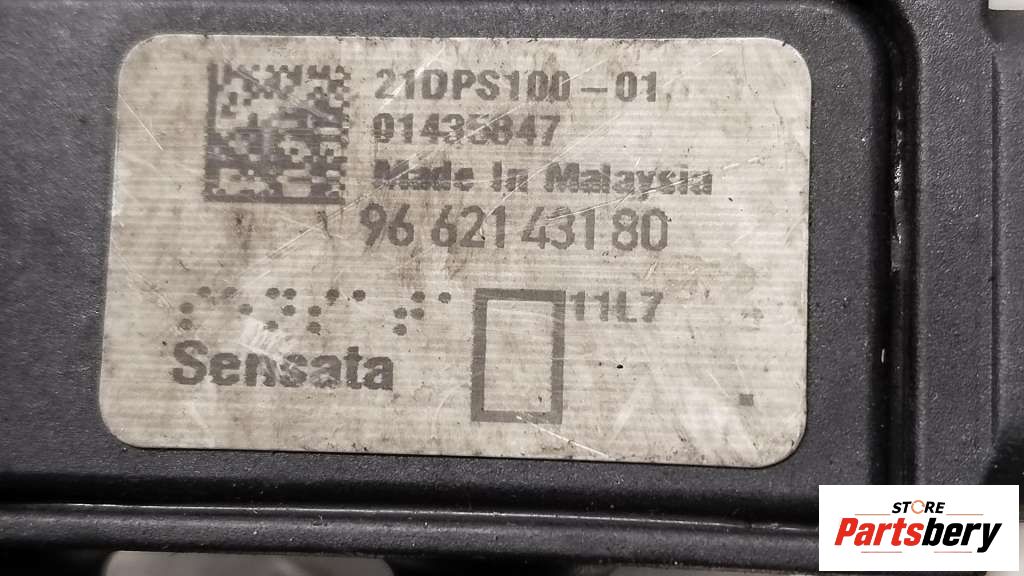 21DPS100-01
01435847
Made In Malaysia
96 621 431 80
11L7
Sensata
STORE
Partsbery